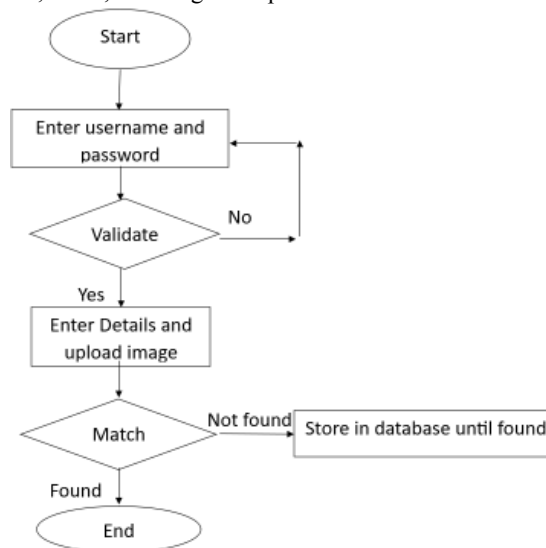 Start
Enter username and
password
No
Validate
Yes
Enter Details and
upload image
Not found
Store in database until found
Match
Found
End